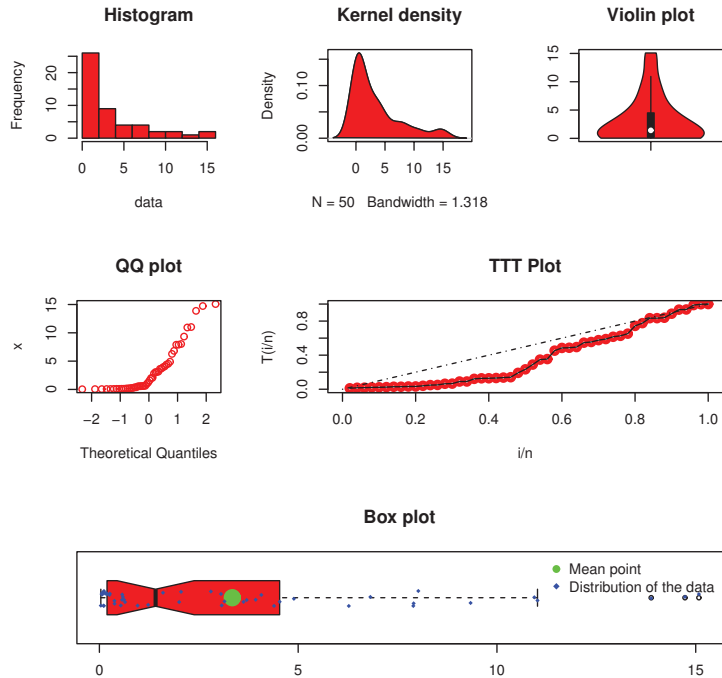 Histogram
Frequency
0
10
20
0
5
10
15
data
Kernel density
Density
0.00
0.10
0
5
10
15
N = 50 Bandwidth = 1.318
Violin plot
0
5
10
15
QQ plot
x
0
5
10
15
−2
−1
0
1
2
Theoretical Quantiles
TTT Plot
T(i/n)
0.0
0.4
0.8
0.0
0.2
0.4
0.6
0.8
1.0
i/n
Box plot
Mean point
Distribution of the data
0
5
10
15